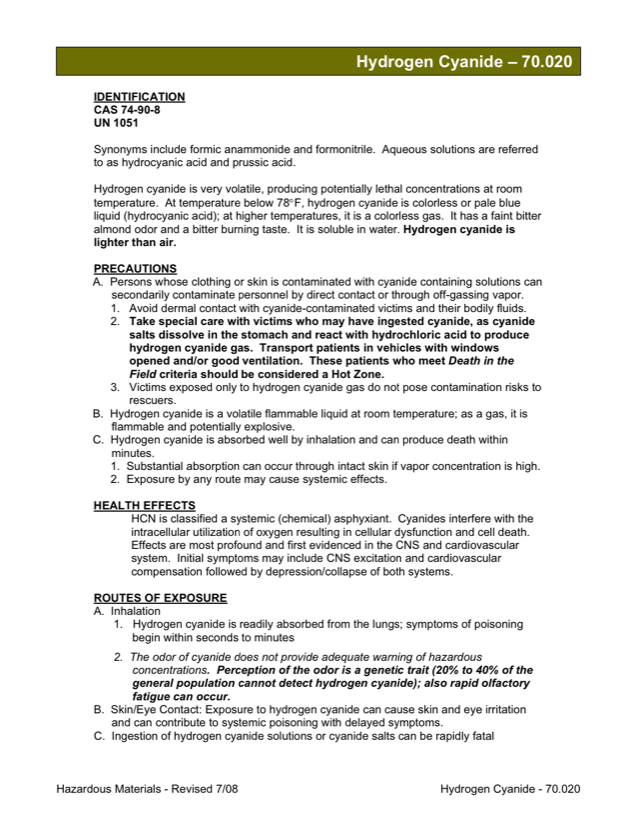 Hydrogen Cyanide – 70.020
IDENTIFICATION
CAS 74-90-8
UN 1051
Synonyms include formic anammonide and formonitrile.  Aqueous solutions are referred
to as hydrocyanic acid and prussic acid.
Hydrogen cyanide is very volatile, producing potentially lethal concentrations at room
temperature.  At temperature below 78°F, hydrogen cyanide is colorless or pale blue
liquid (hydrocyanic acid); at higher temperatures, it is a colorless gas.  It has a faint bitter
almond odor and a bitter burning taste.  It is soluble in water. Hydrogen cyanide is
lighter than air.
PRECAUTIONS
A.  Persons whose clothing or skin is contaminated with cyanide containing solutions can
secondarily contaminate personnel by direct contact or through off-gassing vapor.
1.  Avoid dermal contact with cyanide-contaminated victims and their bodily fluids.
2.  Take special care with victims who may have ingested cyanide, as cyanide
salts dissolve in the stomach and react with hydrochloric acid to produce
hydrogen cyanide gas.  Transport patients in vehicles with windows
opened and/or good ventilation.  These patients who meet Death in the
Field criteria should be considered a Hot Zone.
3.  Victims exposed only to hydrogen cyanide gas do not pose contamination risks to
rescuers.
B.  Hydrogen cyanide is a volatile flammable liquid at room temperature; as a gas, it is
flammable and potentially explosive.
C.  Hydrogen cyanide is absorbed well by inhalation and can produce death within
minutes.
1.  Substantial absorption can occur through intact skin if vapor concentration is high.
2.  Exposure by any route may cause systemic effects.
HEALTH EFFECTS
HCN is classified a systemic (chemical) asphyxiant.  Cyanides interfere with the
intracellular utilization of oxygen resulting in cellular dysfunction and cell death.
Effects are most profound and first evidenced in the CNS and cardiovascular
system.  Initial symptoms may include CNS excitation and cardiovascular
compensation followed by depression/collapse of both systems.
ROUTES OF EXPOSURE
A.  Inhalation
1.  Hydrogen cyanide is readily absorbed from the lungs; symptoms of poisoning
begin within seconds to minutes
2.  The odor of cyanide does not provide adequate warning of hazardous
concentrations.  Perception of the odor is a genetic trait (20% to 40% of the
general population cannot detect hydrogen cyanide); also rapid olfactory
fatigue can occur.
B.  Skin/Eye Contact: Exposure to hydrogen cyanide can cause skin and eye irritation
and can contribute to systemic poisoning with delayed symptoms.
C.  Ingestion of hydrogen cyanide solutions or cyanide salts can be rapidly fatal
Hazardous Materials - Revised 7/08
Hydrogen Cyanide - 70.020